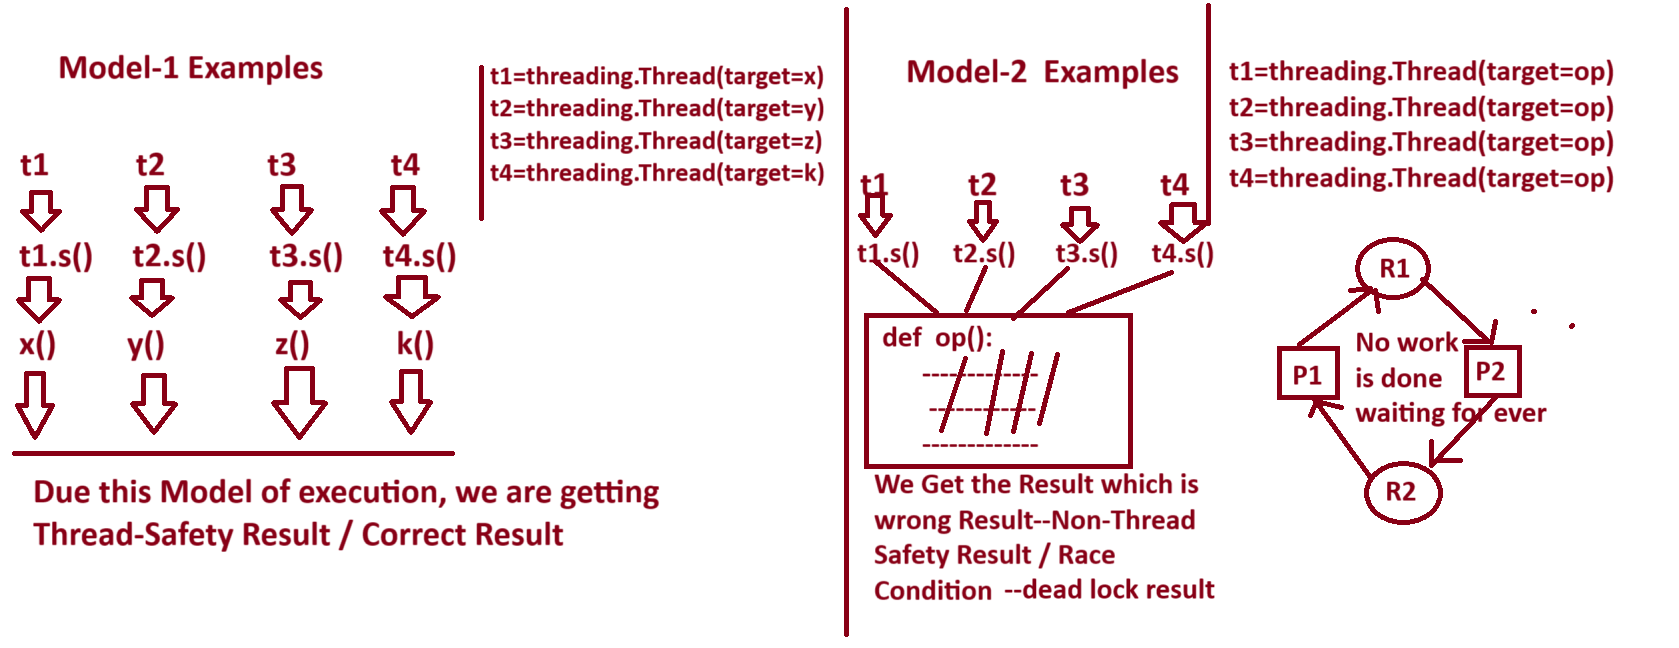 Model-1 Examples
t1=threading.Thread(target=x)
t2=threading.Thread(target=y)
t3=threading.Thread(target=z)
t4=threading.Thread(target=k)
t1 t2 t3 t4
t1.s() t2.s() t3.s() t4.s()
x() y() z() k()
Due this Model of execution, we are getting
Thread-Safety Result / Correct Result
Model-2 Examples
t1=threading.Thread(target=op)
t2=threading.Thread(target=op)
t3=threading.Thread(target=op)
t4=threading.Thread(target=op)
t1 t2 t3 t4
t1.s() t2.s() t3.s() t4.s()
def op():
-------------
------------
-------------
We Get the Result which is
wrong Result--Non-Thread
Safety Result / Race
Condition --dead lock result
R1
P1
P2
No work
is done
waiting for ever
R2